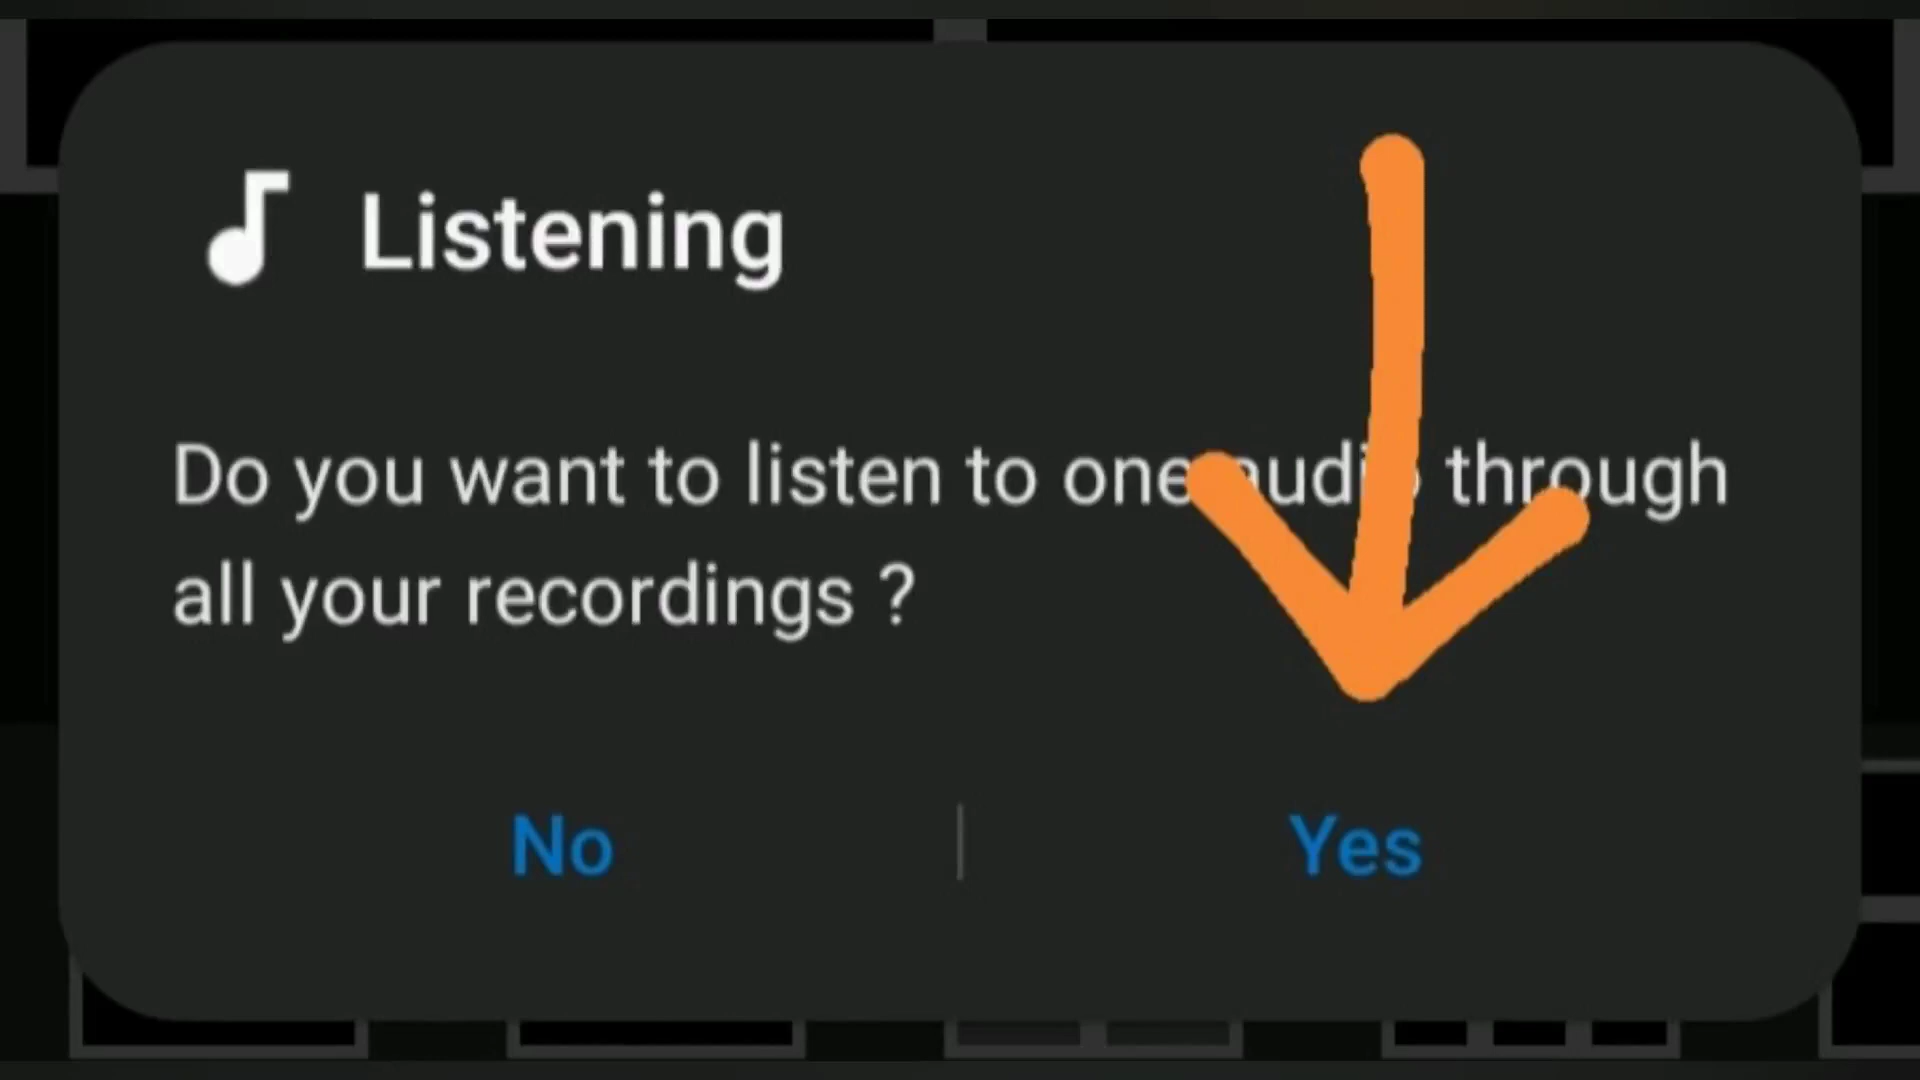 Listening
Do you want to listen to one audio through
all your recordings ?
No
Yes